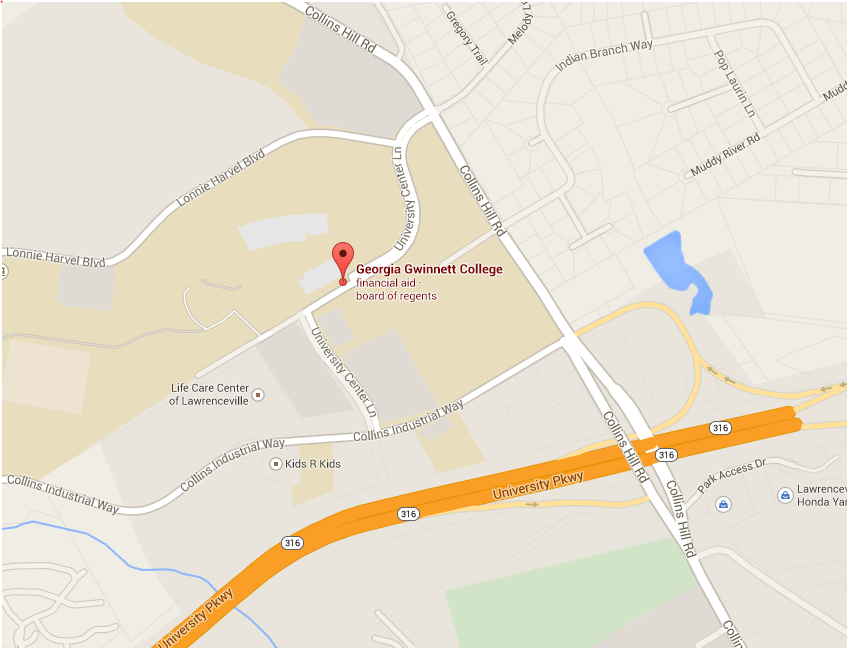 Collins Hill Rd
Gregory Trail
Melody L
Indian Branch Way
Pop Laurin Ln
Mudd
Muddy River Rd
Lonnie Harvel Blvd
University Center Ln
Collins Hill Rd
Lonnie Harvel Blvd
Georgia Gwinnett College
financial aid ·
board of regents
University Center Ln
Life Care Center
of Lawrenceville
Collins Industrial Way
Collins Hill Rd
316
316
Collins Industrial Way
Kids R Kids
Collins Industrial Way
University Pkwy
Park Access Dr
Lawrencev
Honda Yar
Collins Hill Rd
316
316
University Pkwy
Collin